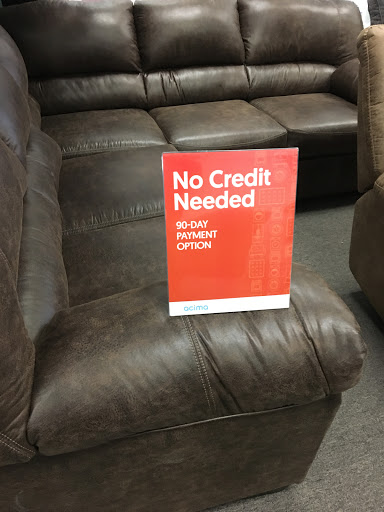 No Credit
Needed
90-DAY
PAYMENT
OPTION
acima